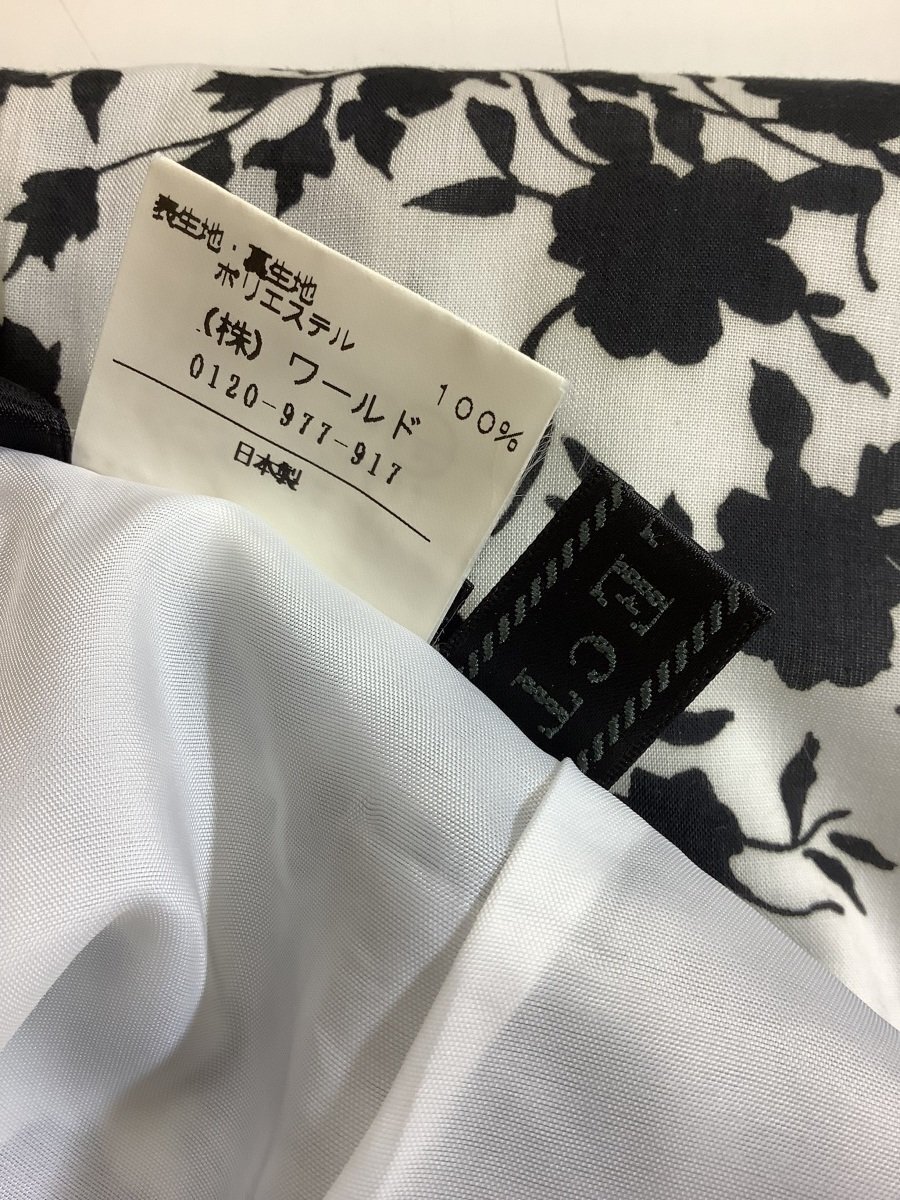 表生地・裏生地
ポリエステル 100%
(株) ワールド
0120-977-917
日本製
ECT